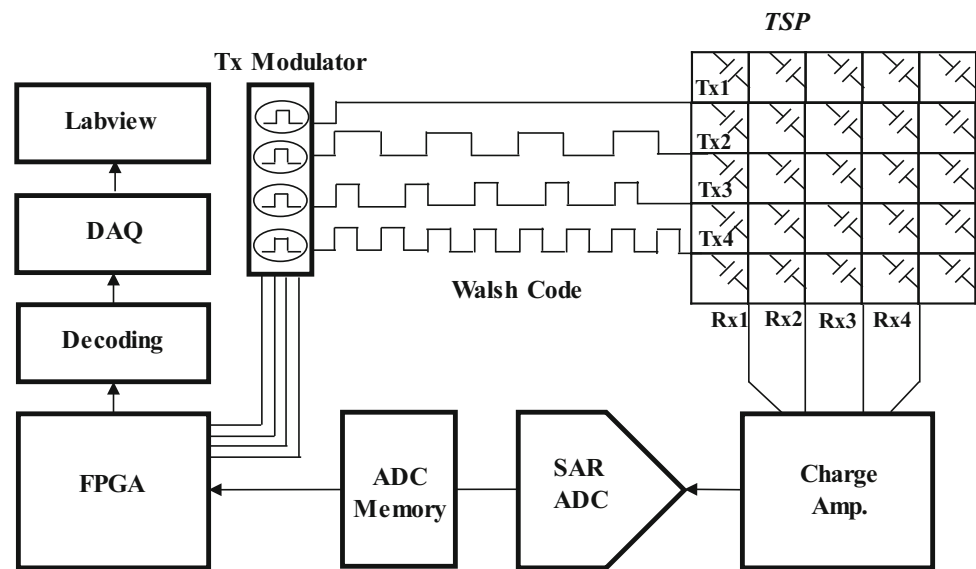 TSP
Tx Modulator
Labview
DAQ
Decoding
FPGA
Tx1
Tx2
Tx3
Tx4
Walsh Code
Rx1 Rx2 Rx3 Rx4
ADC
Memory
SAR
ADC
Charge
Amp.